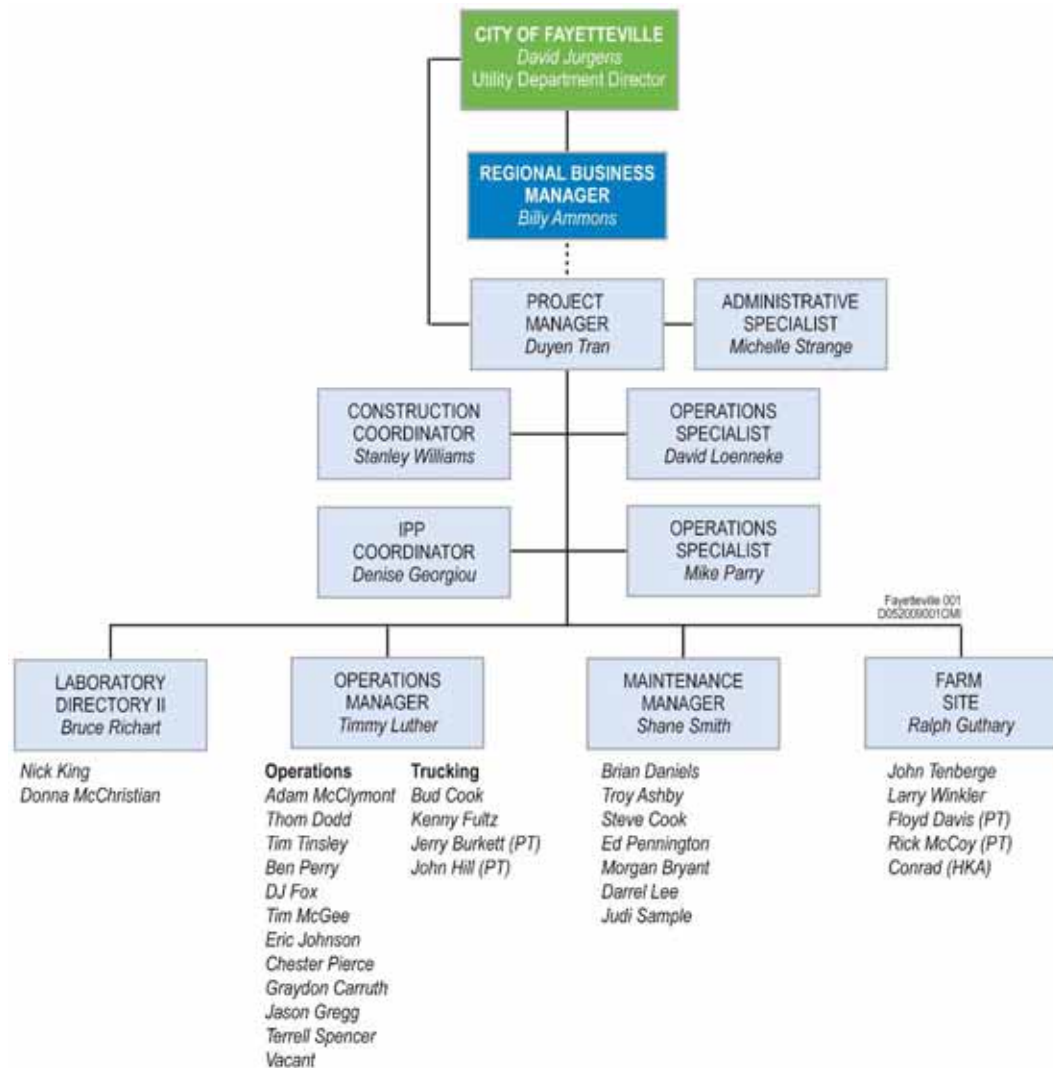 CITY OF FAYETTEVILLE
David Jurgens
Utility Department Director
REGIONAL BUSINESS
MANAGER
Billy Ammons
PROJECT
MANAGER
Duyen Tran
ADMINISTRATIVE
SPECIALIST
Michelle Strange
CONSTRUCTION
COORDINATOR
Stanley Williams
OPERATIONS
SPECIALIST
David Loenneke
IPP
COORDINATOR
Denise Georgiou
OPERATIONS
SPECIALIST
Mike Parry
Fayetteville 001
D052009001OMI
LABORATORY
DIRECTORY II
Bruce Richart
Nick King
Donna McChristian
OPERATIONS
MANAGER
Timmy Luther
Operations
Adam McClymont
Thom Dodd
Tim Tinsley
Ben Perry
DJ Fox
Tim McGee
Eric Johnson
Chester Pierce
Graydon Carruth
Jason Gregg
Terrell Spencer
Vacant
Trucking
Bud Cook
Kenny Fultz
Jerry Burkett (PT)
John Hill (PT)
MAINTENANCE
MANAGER
Shane Smith
Brian Daniels
Troy Ashby
Steve Cook
Ed Pennington
Morgan Bryant
Darrel Lee
Judi Sample
FARM
SITE
Ralph Guthary
John Tenberge
Larry Winkler
Floyd Davis (PT)
Rick McCoy (PT)
Conrad (HKA)